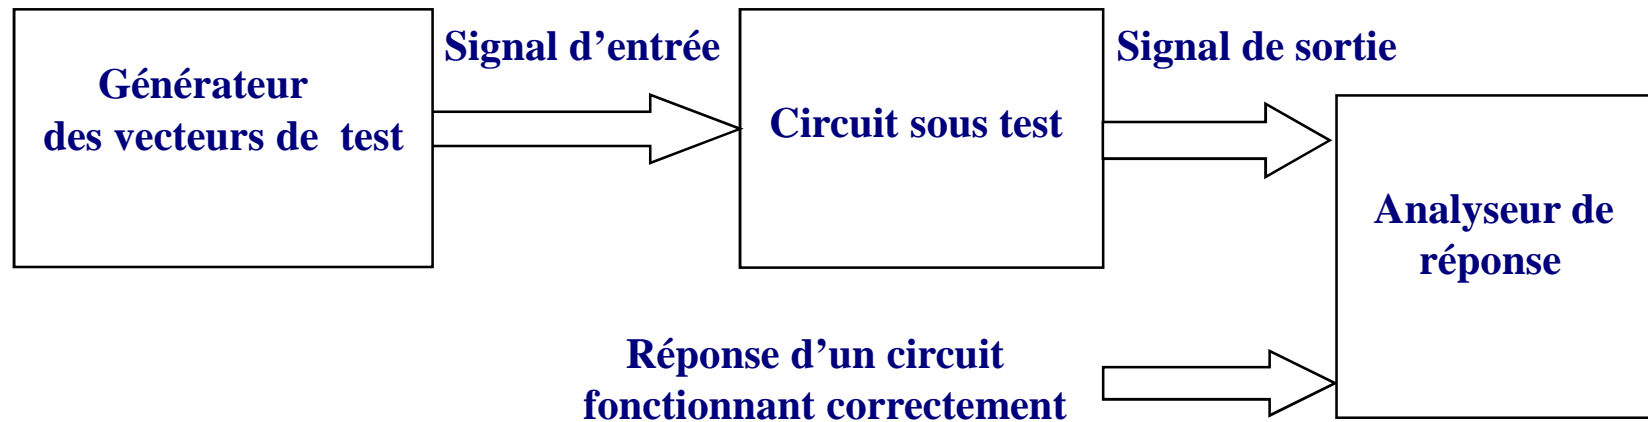 Générateur
des vecteurs de test
Signal d’entrée
Circuit sous test
Signal de sortie
Analyseur de
réponse
Réponse d’un circuit
fonctionnant correctement